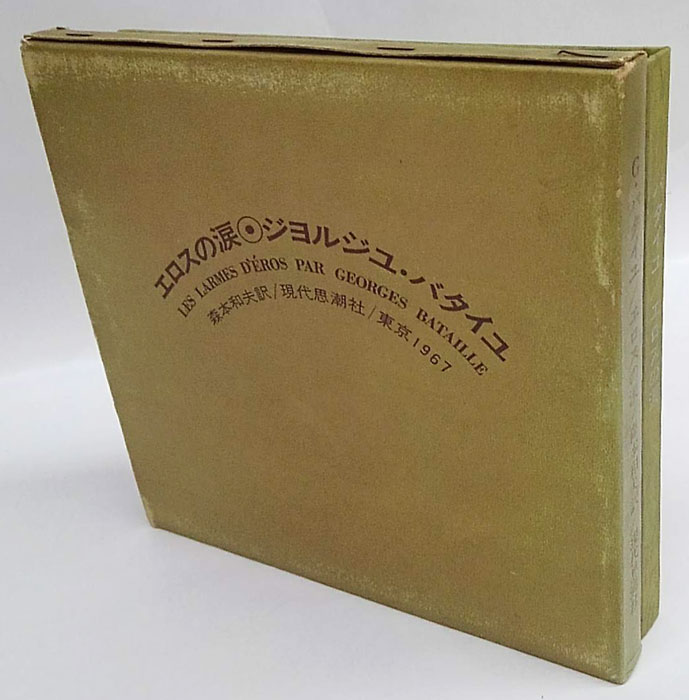 エロスの涙◉ジョルジュ・バタイユ
LES LARMES D'ÉROS PAR GEORGES BATAILLE
森本和夫訳/現代思潮社/東京1967